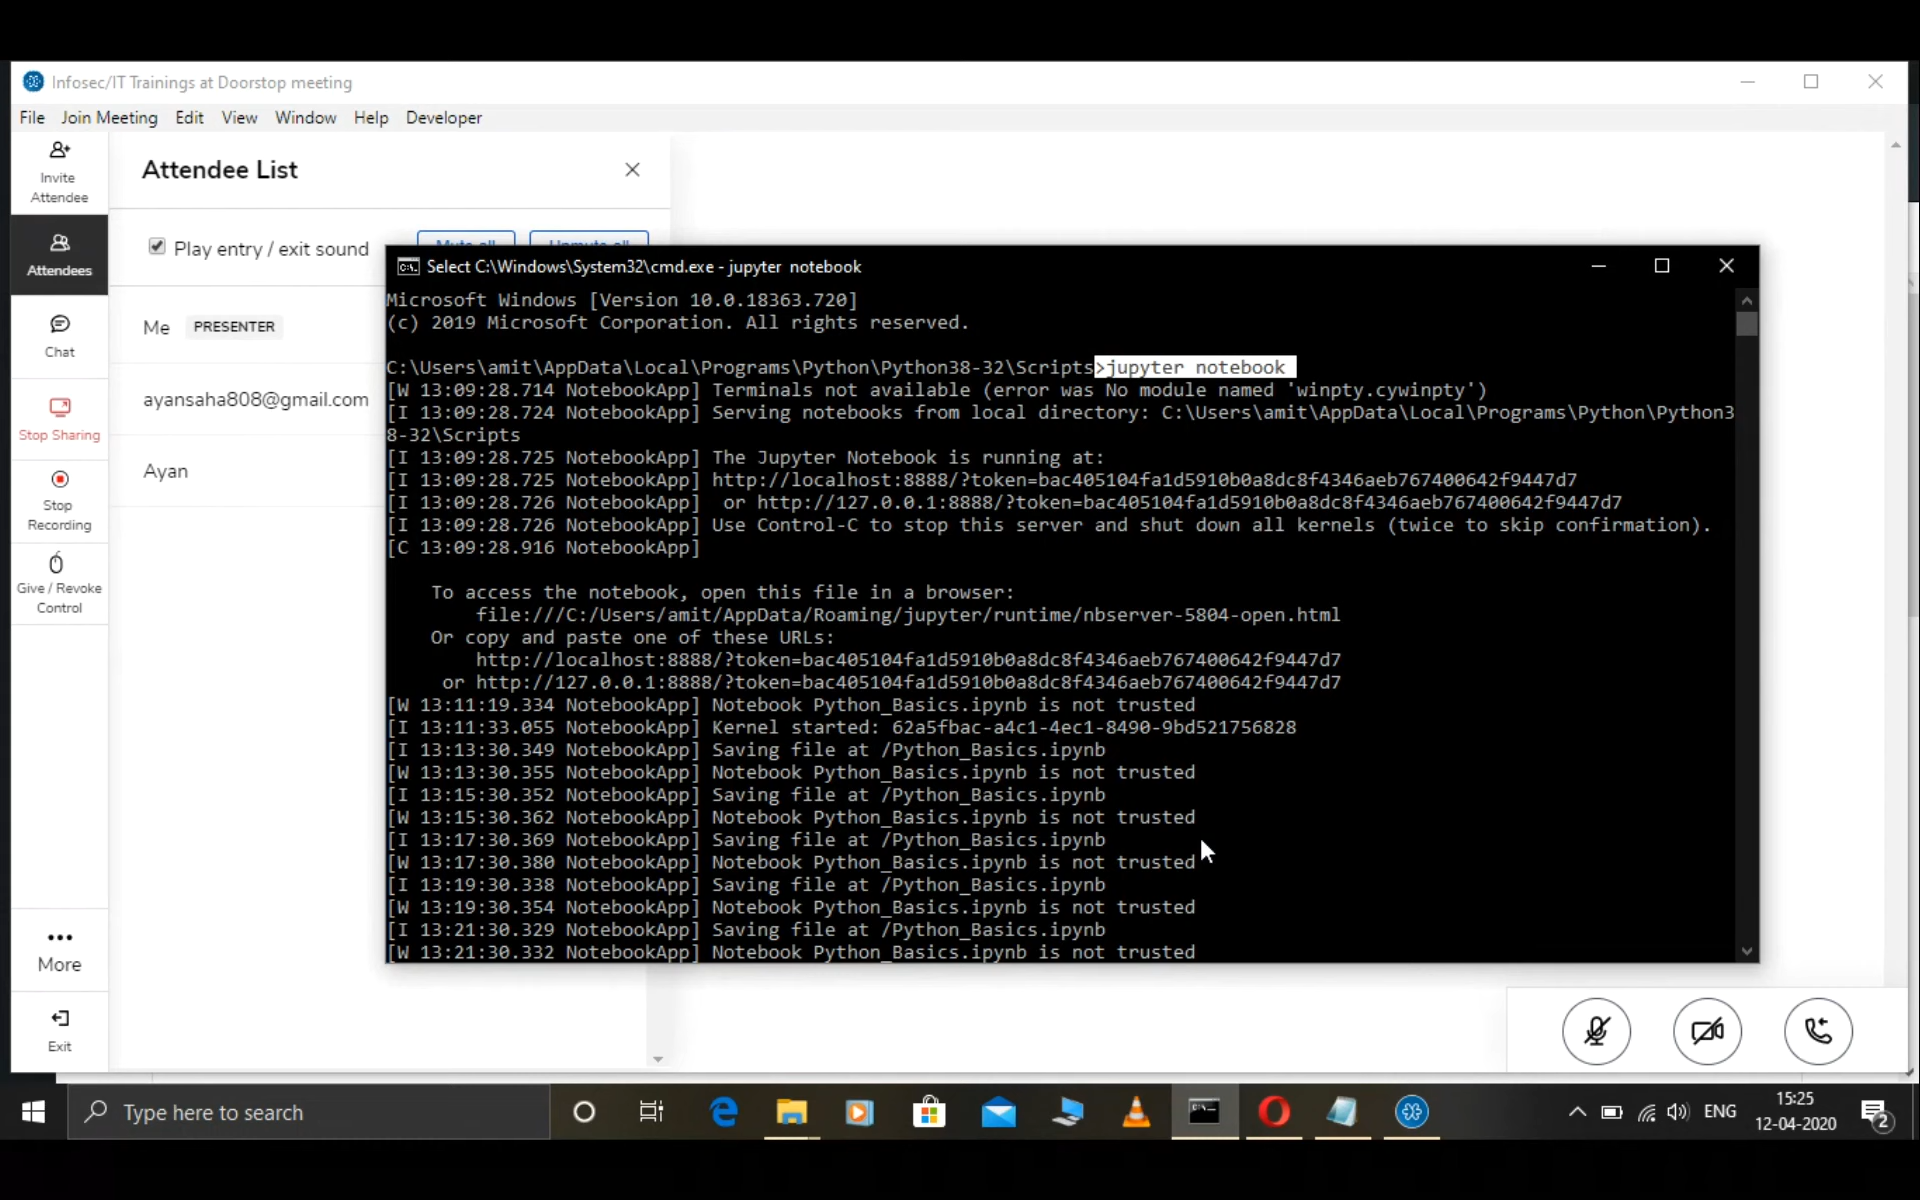 Infosec/IT Trainings at Doorstop meeting
File Join Meeting Edit View Window Help Developer
Invite
Attendee
Attendees
Chat
Stop Sharing
Stop
Recording
Give / Revoke
Control
More
Exit
Attendee List
Play entry / exit sound
Mute all Unmute all
Me PRESENTER
ayansaha808@gmail.com
Ayan
Select C:\Windows\System32\cmd.exe - jupyter notebook
Microsoft Windows [Version 10.0.18363.720]
(c) 2019 Microsoft Corporation. All rights reserved.
C:\Users\amit\AppData\Local\Programs\Python\Python38-32\Scripts>jupyter notebook
[W 13:09:28.714 NotebookApp] Terminals not available (error was No module named 'winpty.cywinpty')
[I 13:09:28.724 NotebookApp] Serving notebooks from local directory: C:\Users\amit\AppData\Local\Programs\Python\Python3
8-32\Scripts
[I 13:09:28.725 NotebookApp] The Jupyter Notebook is running at:
[I 13:09:28.725 NotebookApp] http://localhost:8888/?token=bac405104fa1d5910b0a8dc8f4346aeb767400642f9447d7
[I 13:09:28.726 NotebookApp]  or http://127.0.0.1:8888/?token=bac405104fa1d5910b0a8dc8f4346aeb767400642f9447d7
[I 13:09:28.726 NotebookApp] Use Control-C to stop this server and shut down all kernels (twice to skip confirmation).
[C 13:09:28.916 NotebookApp]
To access the notebook, open this file in a browser:
file:///C:/Users/amit/AppData/Roaming/jupyter/runtime/nbserver-5804-open.html
Or copy and paste one of these URLs:
http://localhost:8888/?token=bac405104fa1d5910b0a8dc8f4346aeb767400642f9447d7
or http://127.0.0.1:8888/?token=bac405104fa1d5910b0a8dc8f4346aeb767400642f9447d7
[W 13:11:19.334 NotebookApp] Notebook Python_Basics.ipynb is not trusted
[I 13:11:33.055 NotebookApp] Kernel started: 62a5fbac-a4c1-4ec1-8490-9bd521756828
[I 13:13:30.349 NotebookApp] Saving file at /Python_Basics.ipynb
[W 13:13:30.355 NotebookApp] Notebook Python_Basics.ipynb is not trusted
[I 13:15:30.352 NotebookApp] Saving file at /Python_Basics.ipynb
[W 13:15:30.362 NotebookApp] Notebook Python_Basics.ipynb is not trusted
[I 13:17:30.369 NotebookApp] Saving file at /Python_Basics.ipynb
[W 13:17:30.380 NotebookApp] Notebook Python_Basics.ipynb is not trusted
[I 13:19:30.338 NotebookApp] Saving file at /Python_Basics.ipynb
[W 13:19:30.354 NotebookApp] Notebook Python_Basics.ipynb is not trusted
[I 13:21:30.329 NotebookApp] Saving file at /Python_Basics.ipynb
[W 13:21:30.332 NotebookApp] Notebook Python_Basics.ipynb is not trusted
Type here to search
ENG
15:25
12-04-2020
2